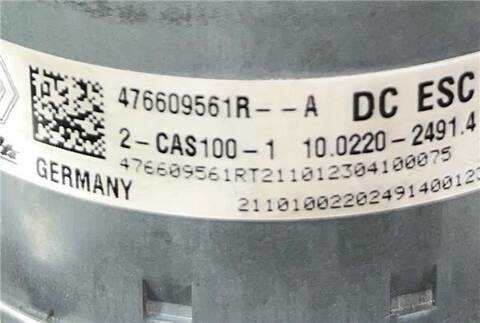 476609561R--A DC ESC
2-CAS100-1 10.0220-2491.4
476609561RT211012304100075
GERMANY 2110100220249140012